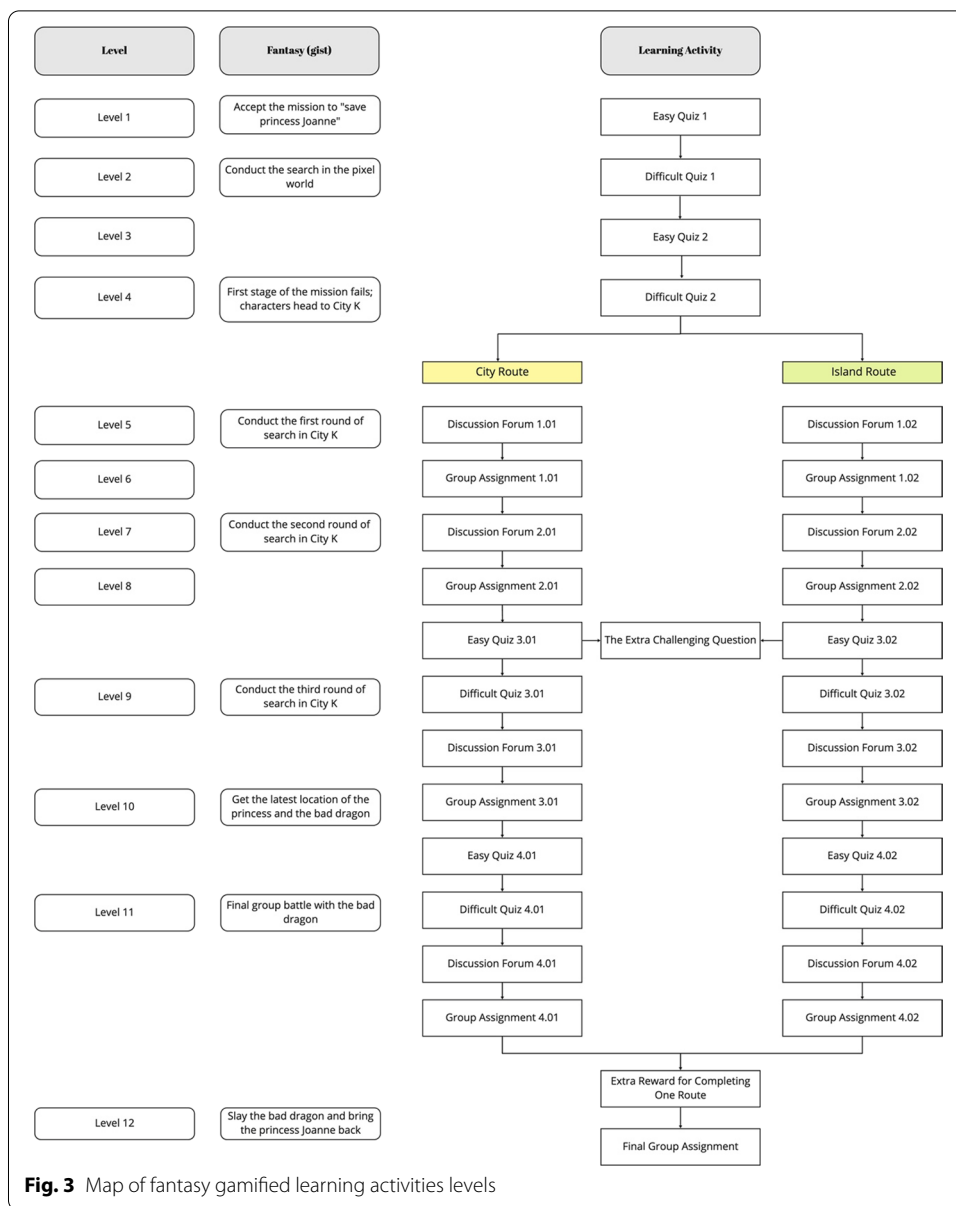 Level
Fantasy (gist)
Learning Activity
Level 1
Accept the mission to "save
princess Joanne"
Easy Quiz 1
Level 2
Conduct the search in the pixel
world
Difficult Quiz 1
Level 3
Easy Quiz 2
Level 4
First stage of the mission fails;
characters head to City K
Difficult Quiz 2
City Route
Island Route
Level 5
Conduct the first round of
search in City K
Discussion Forum 1.01
Discussion Forum 1.02
Level 6
Group Assignment 1.01
Group Assignment 1.02
Level 7
Conduct the second round of
search in City K
Discussion Forum 2.01
Discussion Forum 2.02
Level 8
Group Assignment 2.01
Group Assignment 2.02
Easy Quiz 3.01
The Extra Challenging Question
Easy Quiz 3.02
Level 9
Conduct the third round of
search in City K
Difficult Quiz 3.01
Difficult Quiz 3.02
Discussion Forum 3.01
Discussion Forum 3.02
Level 10
Get the latest location of the
princess and the bad dragon
Group Assignment 3.01
Group Assignment 3.02
Easy Quiz 4.01
Easy Quiz 4.02
Level 11
Final group battle with the bad
dragon
Difficult Quiz 4.01
Difficult Quiz 4.02
Discussion Forum 4.01
Discussion Forum 4.02
Group Assignment 4.01
Group Assignment 4.02
Extra Reward for Completing
One Route
Level 12
Slay the bad dragon and bring
the princess Joanne back
Final Group Assignment
Fig. 3 Map of fantasy gamified learning activities levels